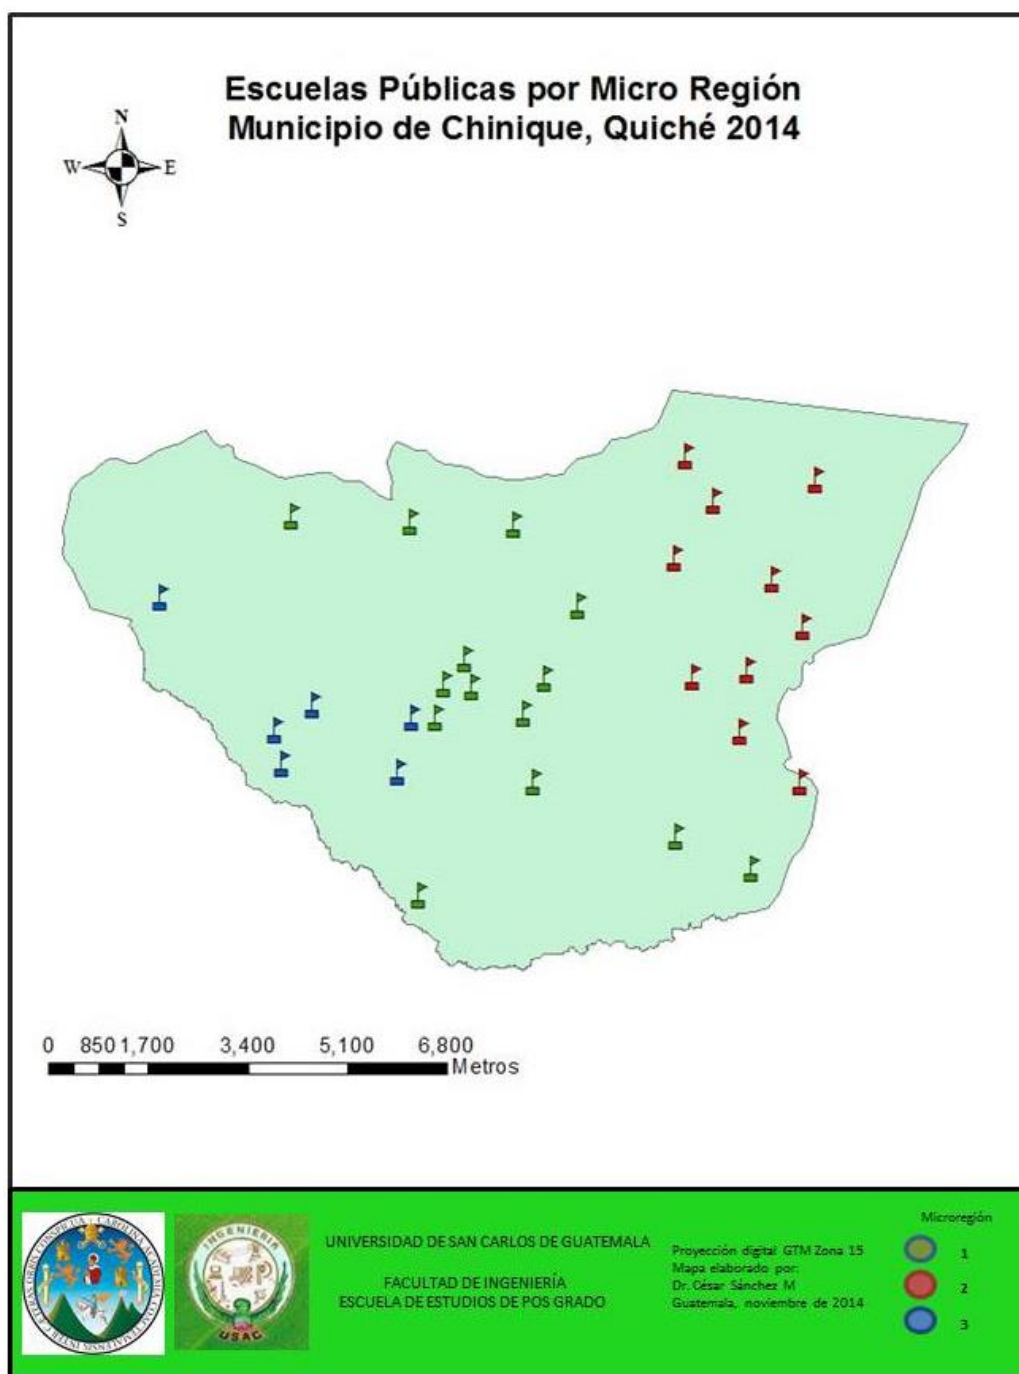 Escuelas Públicas por Micro Región
Municipio de Chinique, Quiché 2014
N
W E
S
0 850 1,700 3,400 5,100 6,800
Metros
UNIVERSIDAD DE SAN CARLOS DE GUATEMALA
FACULTAD DE INGENIERÍA
ESCUELA DE ESTUDIOS DE POS GRADO
Proyección digital GTM Zona 15
Mapa elaborado por:
Dr. César Sánchez M
Guatemala, noviembre de 2014
Microregión
1
2
3
INGENIERIA
USAC